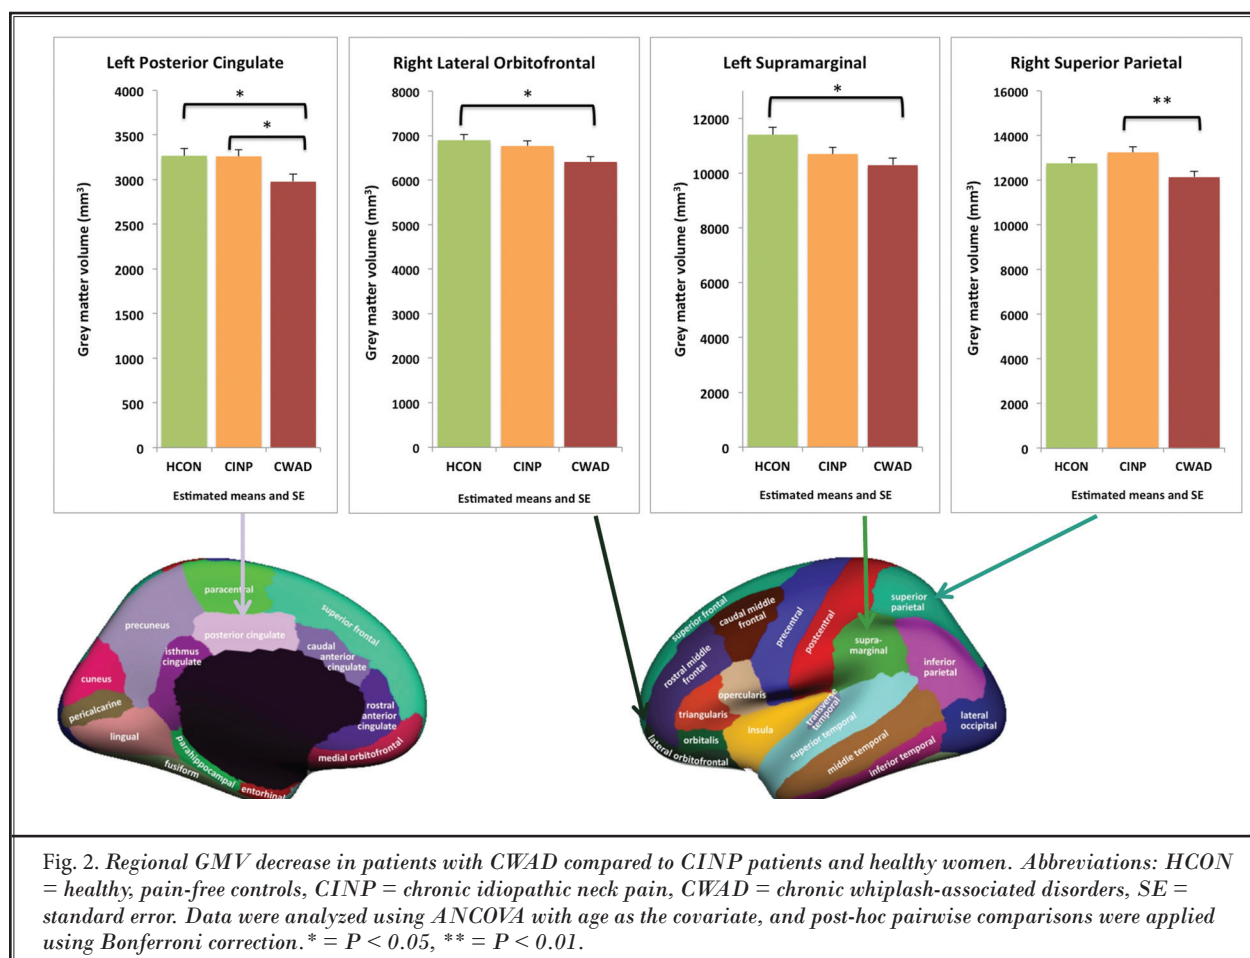 Left Posterior Cingulate
Grey matter volume (mm³)
4000
3500
3000
2500
2000
1500
1000
500
0
*
*
HCON CINP CWAD
Estimated means and SE
Right Lateral Orbitofrontal
Grey matter volume (mm³)
8000
7000
6000
5000
4000
3000
2000
1000
0
*
HCON CINP CWAD
Estimated means and SE
Left Supramarginal
Grey matter volume (mm³)
12000
10000
8000
6000
4000
2000
0
*
HCON CINP CWAD
Estimated means and SE
Right Superior Parietal
Grey matter volume (mm³)
16000
14000
12000
10000
8000
6000
4000
2000
0
**
HCON CINP CWAD
Estimated means and SE
paracentral
superior frontal
precuneus
posterior cingulate
isthmus
cingulate
caudal
anterior
cingulate
cuneus
rostral
anterior
cingulate
pericalcarine
lingual
parahippocampal
medial orbitofrontal
fusiform
entorhinal
superior frontal
caudal middle
frontal
precentral
postcentral
superior
parietal
supra-
marginal
rostral middle
frontal
inferior
parietal
opercularis
triangularis
transverse
temporal
insula
lateral
occipital
orbitalis
superior temporal
lateral orbitofrontal
middle temporal
inferior temporal
Fig. 2. Regional GMV decrease in patients with CWAD compared to CINP patients and healthy women. Abbreviations: HCON
= healthy, pain-free controls, CINP = chronic idiopathic neck pain, CWAD = chronic whiplash-associated disorders, SE =
standard error. Data were analyzed using ANCOVA with age as the covariate, and post-hoc pairwise comparisons were applied
using Bonferroni correction.* = P < 0.05, ** = P < 0.01.